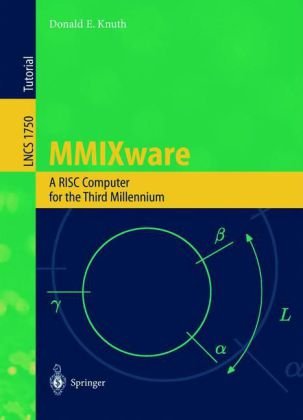 Donald E. Knuth
LNCS 1750
Tutorial
MMIXware
A RISC Computer
for the Third Millennium
β
L
γ
α
Springer